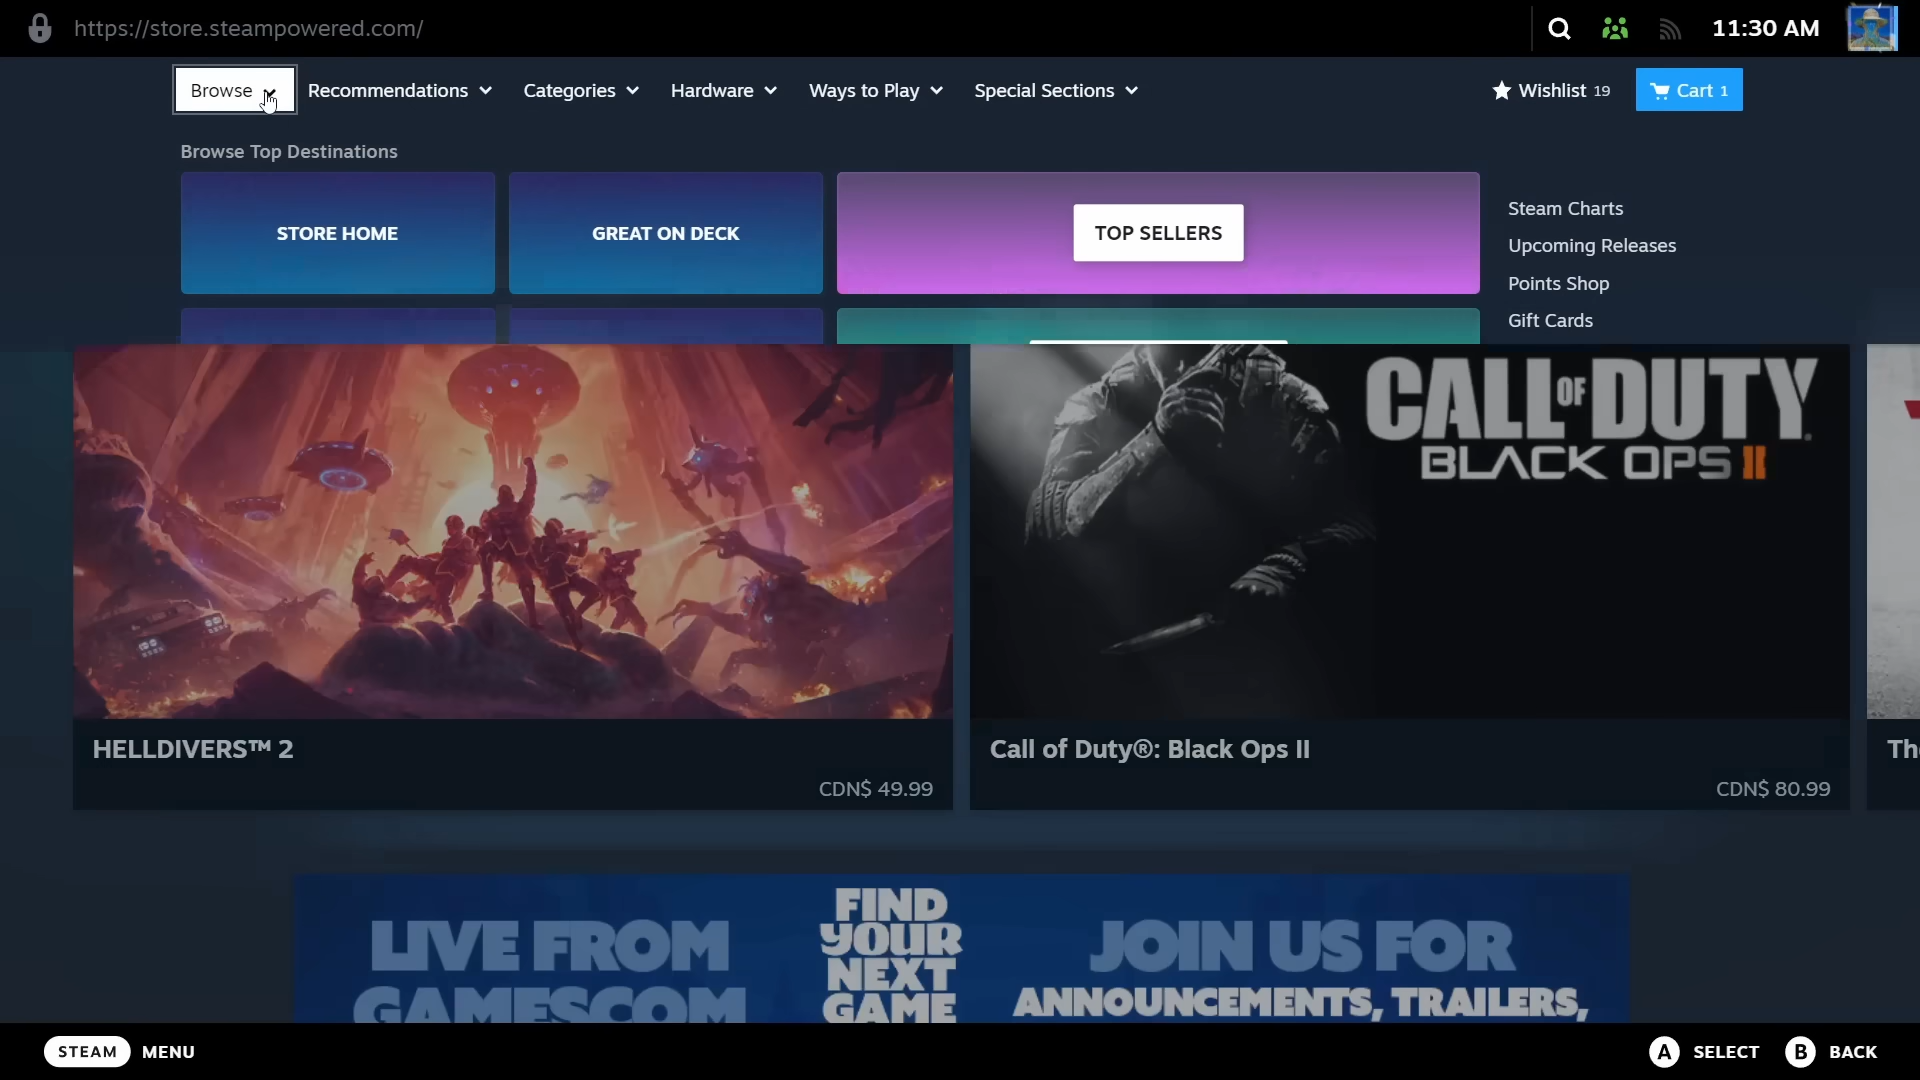 https://store.steampowered.com/
11:30 AM
Browse
Recommendations
Categories
Hardware
Ways to Play
Special Sections
Wishlist 19
Cart 1
Browse Top Destinations
STORE HOME
GREAT ON DECK
TOP SELLERS
Steam Charts
Upcoming Releases
Points Shop
Gift Cards
CALL OF DUTY
BLACK OPS II
HELLDIVERS™ 2
CDN$ 49.99
Call of Duty®: Black Ops II
CDN$ 80.99
LIVE FROM
GAMESCOM
FIND
YOUR
NEXT
GAME
JOIN US FOR
ANNOUNCEMENTS, TRAILERS,
STEAM MENU
A SELECT
B BACK